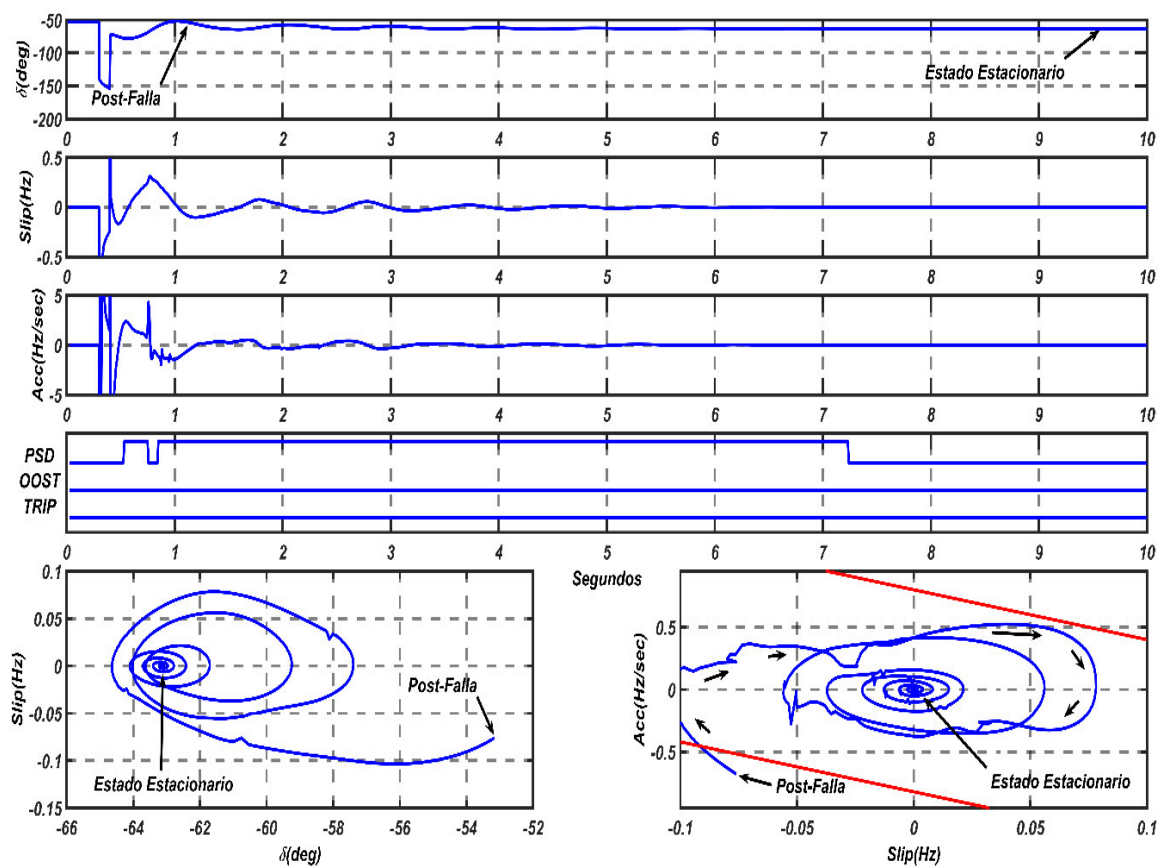 -50
-100
-150
-200
δ(deg)
Post-Falla
Estado Estacionario
0 1 2 3 4 5 6 7 8 9 10
0.5
0
-0.5
Slip(Hz)
0 1 2 3 4 5 6 7 8 9 10
5
0
-5
Acc(Hz/sec)
0 1 2 3 4 5 6 7 8 9 10
PSD
OOST
TRIP
0 1 2 3 4 5 6 7 8 9 10
Segundos
0.1
0.05
0
-0.05
-0.1
-0.15
Slip(Hz)
Post-Falla
Estado Estacionario
-66 -64 -62 -60 -58 -56 -54 -52
δ(deg)
0.5
0
-0.5
Acc(Hz/sec)
Post-Falla
Estado Estacionario
-0.1 -0.05 0 0.05 0.1
Slip(Hz)